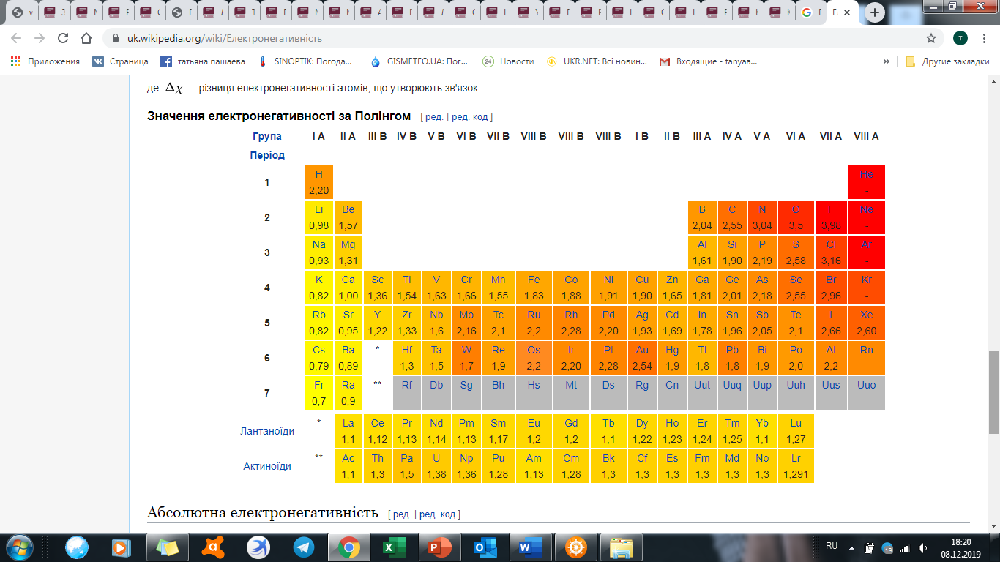 uk.wikipedia.org/wiki/Електронегативність
Приложения Страница татьяна пашаева SINOPTIK: Погода... GISMETEO.UA: Пог... Новости UKR.NET: Всі новин... Входящие - tanyaa... » Другие закладки
де Δχ — різниця електронегативності атомів, що утворюють зв'язок.
Значення електронегативності за Полінгом [ ред. | ред. код ]
Група I A II A III B IV B V B VI B VII B VIII B VIII B VIII B I B II B III A IV A V A VI A VII A VIII A
Період
1 H He
2,20 -
2 Li Be B C N O F Ne
0,98 1,57 2,04 2,55 3,04 3,5 3,98 -
3 Na Mg Al Si P S Cl Ar
0,93 1,31 1,61 1,90 2,19 2,58 3,16 -
4 K Ca Sc Ti V Cr Mn Fe Co Ni Cu Zn Ga Ge As Se Br Kr
0,82 1,00 1,36 1,54 1,63 1,66 1,55 1,83 1,88 1,91 1,90 1,65 1,81 2,01 2,18 2,55 2,96 -
5 Rb Sr Y Zr Nb Mo Tc Ru Rh Pd Ag Cd In Sn Sb Te I Xe
0,82 0,95 1,22 1,33 1,6 2,16 2,1 2,2 2,28 2,20 1,93 1,69 1,78 1,96 2,05 2,1 2,66 2,60
6 Cs Ba * Hf Ta W Re Os Ir Pt Au Hg Tl Pb Bi Po At Rn
0,79 0,89 1,3 1,5 1,7 1,9 2,2 2,20 2,28 2,54 1,9 1,8 1,8 1,9 2,0 2,2 -
7 Fr Ra ** Rf Db Sg Bh Hs Mt Ds Rg Cn Uut Uuq Uup Uuh Uus Uuo
0,7 0,9
Лантаноїди * La Ce Pr Nd Pm Sm Eu Gd Tb Dy Ho Er Tm Yb Lu
1,1 1,12 1,13 1,14 1,13 1,17 1,2 1,2 1,1 1,22 1,23 1,24 1,25 1,1 1,27
Актиноїди ** Ac Th Pa U Np Pu Am Cm Bk Cf Es Fm Md No Lr
1,1 1,3 1,5 1,38 1,36 1,28 1,13 1,28 1,3 1,3 1,3 1,3 1,3 1,3 1,291
Абсолютна електронегативність [ ред. | ред. код ]
RU 18:20
08.12.2019